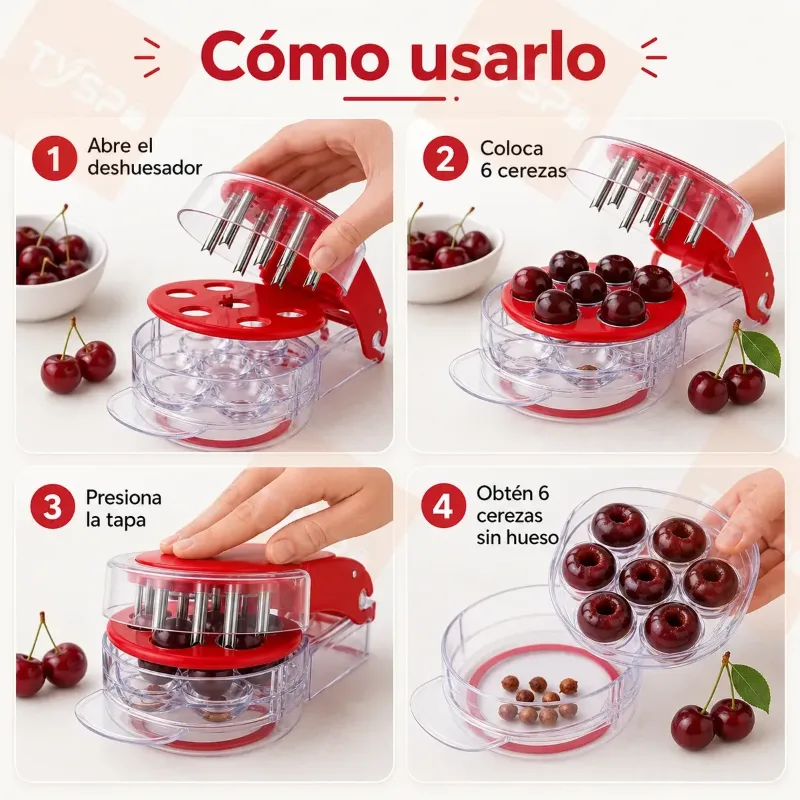 Cómo usarlo
1
Abre el
deshuesador
2
Coloca
6 cerezas
3
Presiona
la tapa
4
Obtén 6
cerezas
sin hueso